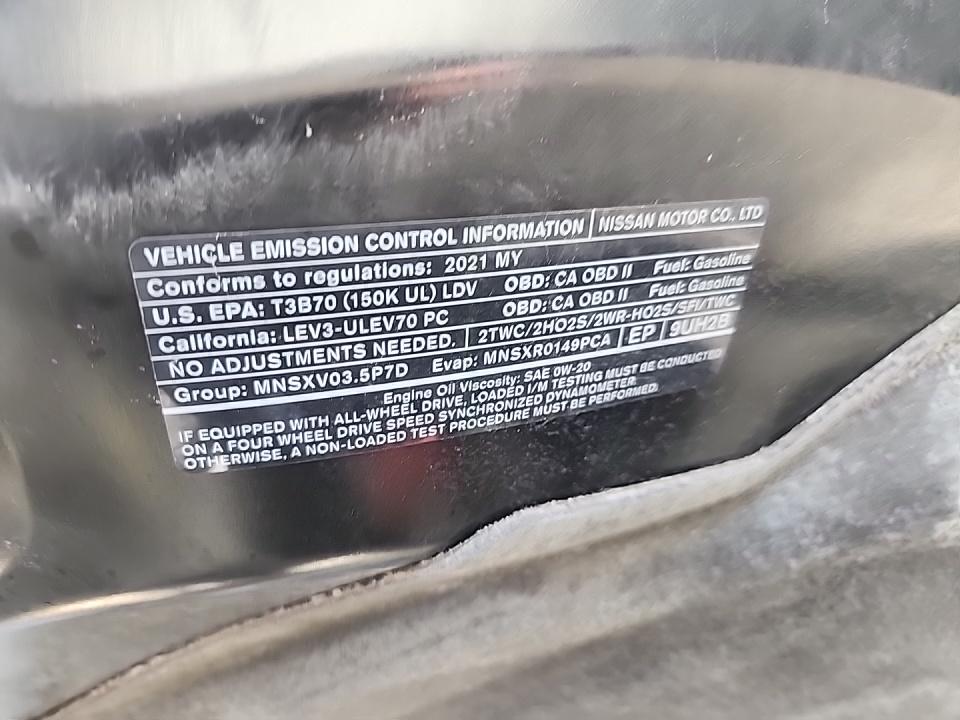 VEHICLE EMISSION CONTROL INFORMATION | NISSAN MOTOR CO., LTD
Conforms to regulations: 2021 MY
U.S. EPA: T3B70 (150K UL) LDV OBD: CA OBD II Fuel: Gasoline
California: LEV3-ULEV70 PC OBD: CA OBD II Fuel: Gasoline
NO ADJUSTMENTS NEEDED. | 2TWC/2HO2S/2WR-HO2S/SFI/TWC
Group: MNSXV03.5P7D Evap: MNSXR0149PCA | EP | 9UH2B
Engine Oil Viscosity: SAE 0W-20
IF EQUIPPED WITH ALL-WHEEL DRIVE, LOADED I/M TESTING MUST BE CONDUCTED
ON A FOUR WHEEL DRIVE SPEED SYNCHRONIZED DYNAMOMETER.
OTHERWISE, A NON-LOADED TEST PROCEDURE MUST BE PERFORMED.